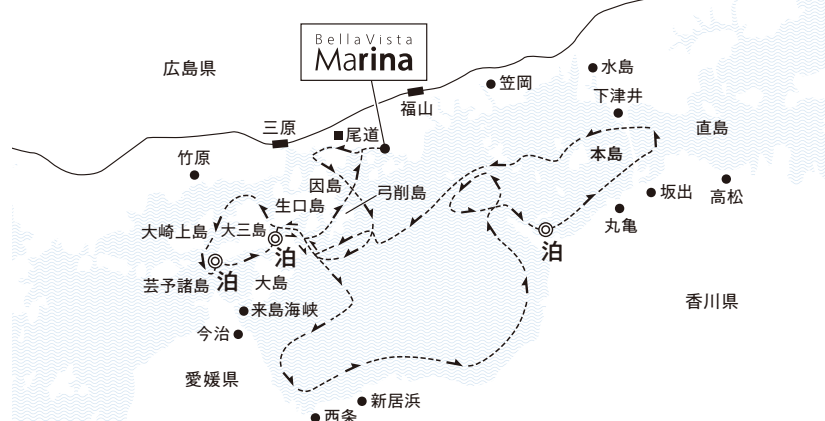 BellaVista
Marina
広島県
笠岡
水島
下津井
福山
三原
尾道
直島
本島
竹原
因島
弓削島
坂出
高松
生口島
丸亀
大崎上島
大三島
泊
泊
泊
芸予諸島
大島
香川県
来島海峡
今治
愛媛県
新居浜
西条